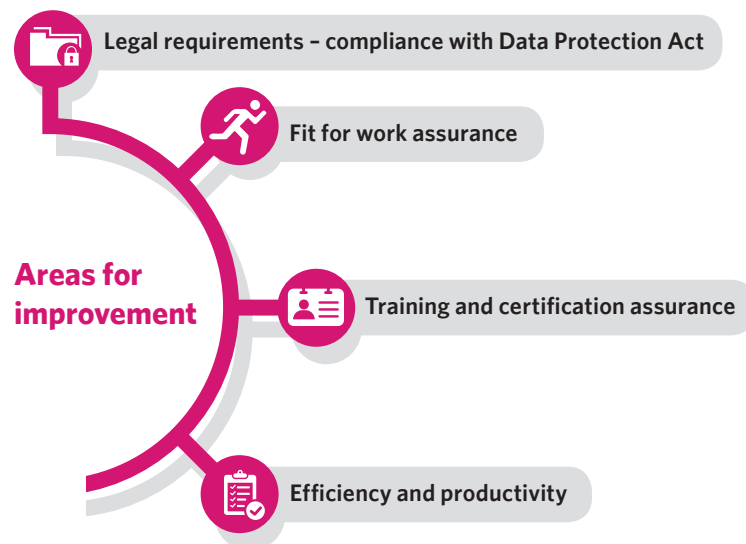 Legal requirements – compliance with Data Protection Act
Fit for work assurance
Areas for
improvement
Training and certification assurance
Efficiency and productivity